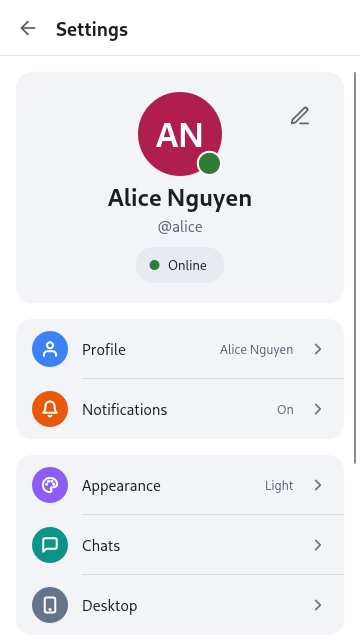 Settings
AN
Alice Nguyen
@alice
Online
Profile Alice Nguyen
Notifications On
Appearance Light
Chats
Desktop